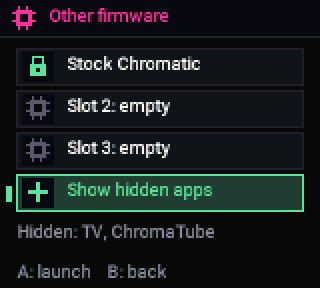 Other firmware
Stock Chromatic
Slot 2: empty
Slot 3: empty
Show hidden apps
Hidden: TV, ChromaTube
A: launch B: back